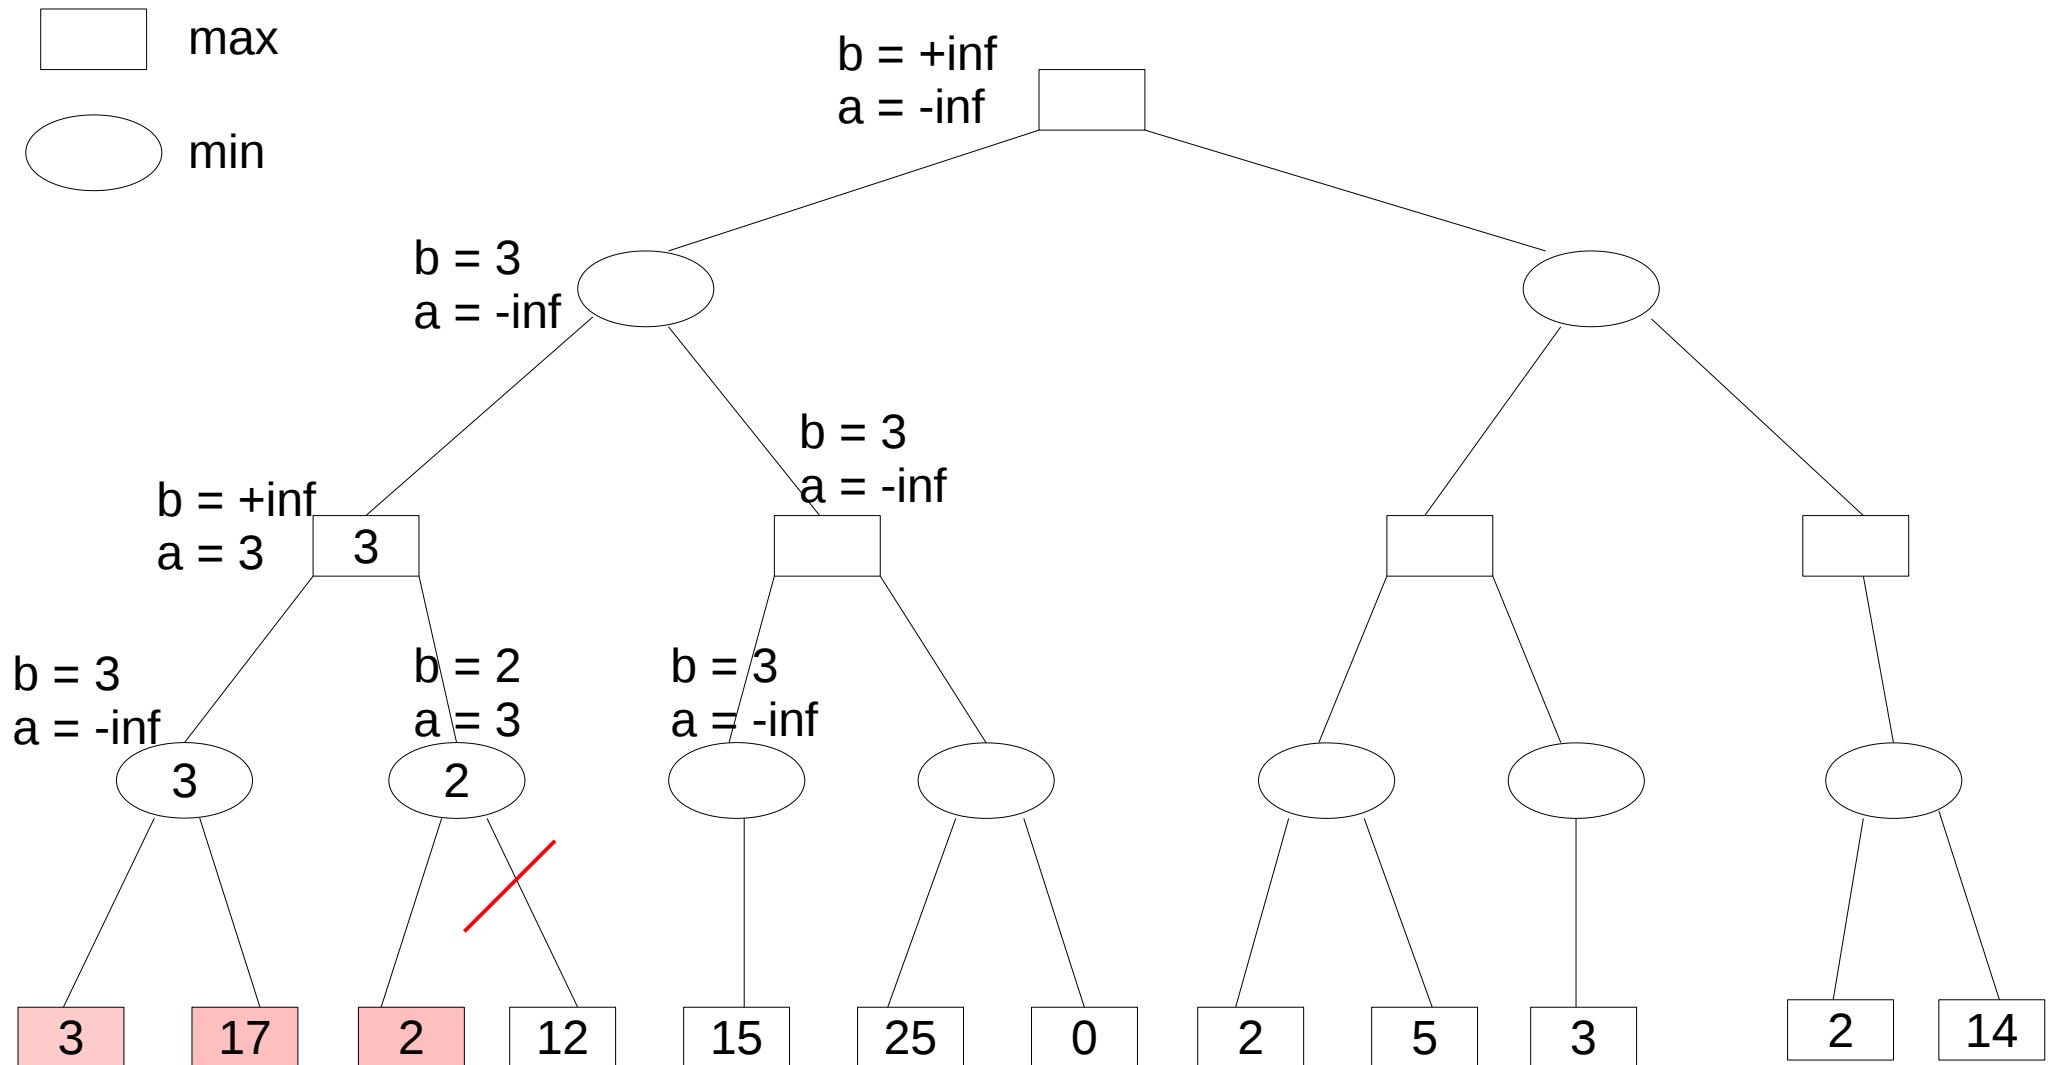 max
b = +inf
a = -inf
min
b = 3
a = -inf
b = 3
a = -inf
b = +inf
a = 3
3
b = 3
a = -inf
b = 2
a = 3
b = 3
a = -inf
3
2
3
17
2
12
15
25
0
2
5
3
2
14